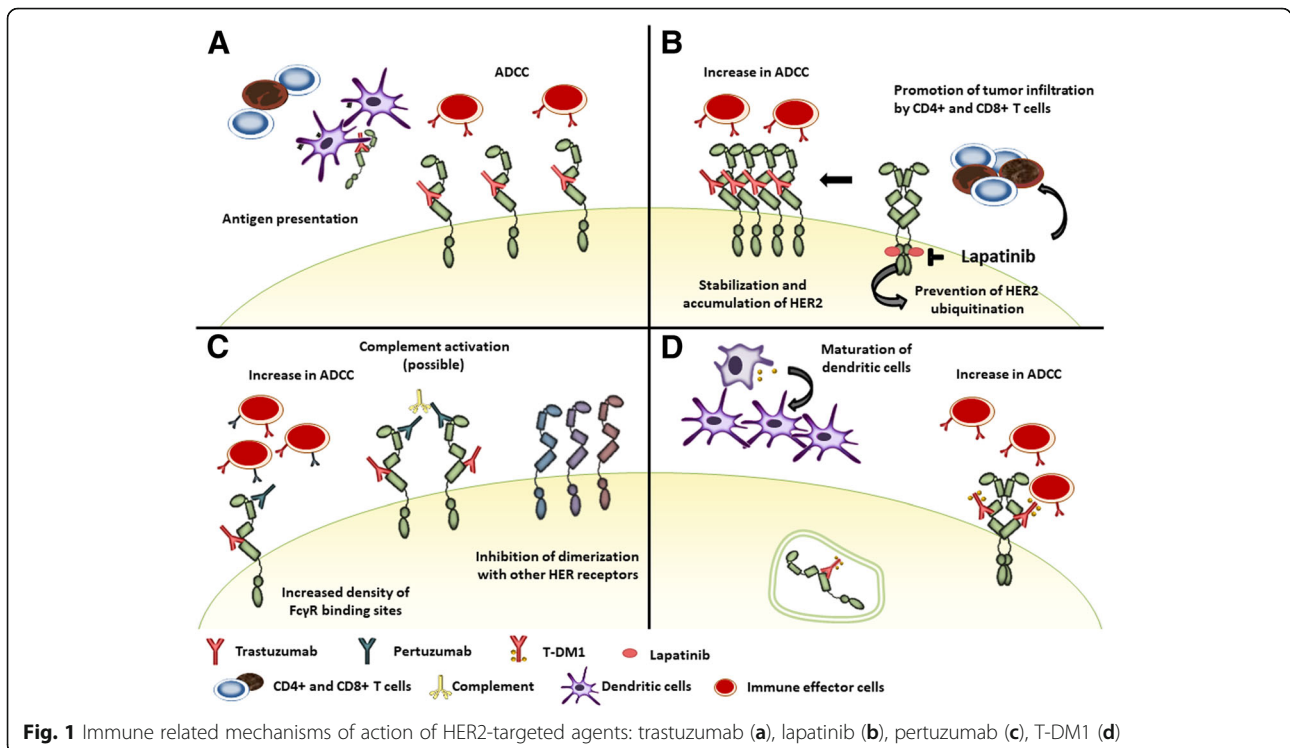 A
ADCC
Antigen presentation
B
Increase in ADCC
Promotion of tumor infiltration
by CD4+ and CD8+ T cells
Lapatinib
Stabilization and
accumulation of HER2
Prevention of HER2
ubiquitination
C
Complement activation
(possible)
Increase in ADCC
Inhibition of dimerization
with other HER receptors
Increased density of
FcγR binding sites
D
Maturation of
dendritic cells
Increase in ADCC
Trastuzumab
Pertuzumab
T-DM1
Lapatinib
CD4+ and CD8+ T cells
Complement
Dendritic cells
Immune effector cells
Fig. 1 Immune related mechanisms of action of HER2-targeted agents: trastuzumab (a), lapatinib (b), pertuzumab (c), T-DM1 (d)